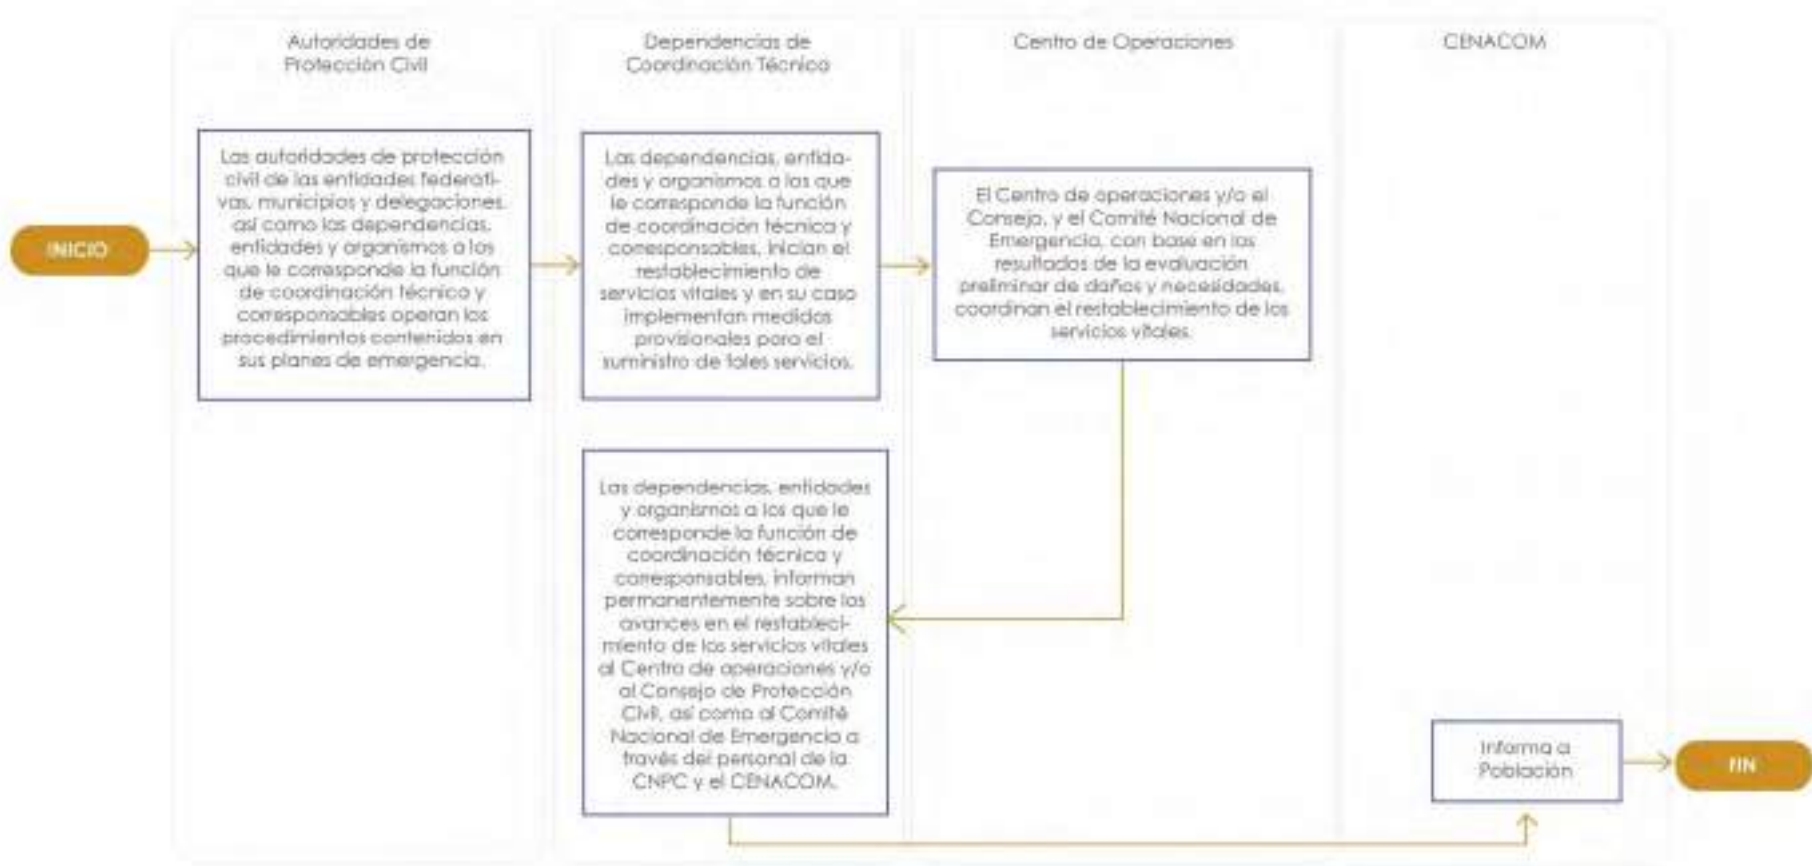 Autoridades de
Protección Civil
Dependencias de
Coordinación Técnica
Centro de Operaciones
CENACOM
INICIO
Las autoridades de protección
civil de las entidades federati-
vas, municipios y delegaciones,
así como las dependencias,
entidades y organismos a los
que le corresponde la función
de coordinación técnica y
corresponsables operan los
procedimientos contenidos en
sus planes de emergencia.
Las dependencias, entida-
des y organismos a los que
le corresponde la función
de coordinación técnica y
corresponsables, inician el
restablecimiento de
servicios vitales y en su caso
implementan medidas
provisionales para el
suministro de tales servicios.
El Centro de operaciones y/o el
Consejo, y el Comité Nacional de
Emergencia, con base en los
resultados de la evaluación
preliminar de daños y necesidades,
coordinan el restablecimiento de los
servicios vitales.
Las dependencias, entidades
y organismos a los que le
corresponde la función de
coordinación técnica y
corresponsables, informan
permanentemente sobre los
avances en el restableci-
miento de los servicios vitales
al Centro de operaciones y/o
al Consejo de Protección
Civil, así como al Comité
Nacional de Emergencia a
través del personal de la
CNPC y el CENACOM.
Informa a
Población
FIN